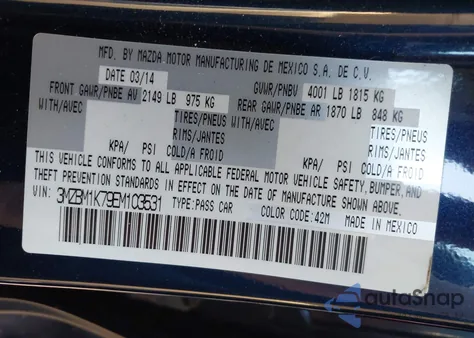 MFD. BY MAZDA MOTOR MANUFACTURING DE MEXICO S.A. DE C.V.
DATE 03/14 GVWR/PNBV 4001 LB 1815 KG
FRONT GAWR/PNBE AV 2149 LB 975 KG REAR GAWR/PNBE AR 1870 LB 848 KG
WITH/AVEC TIRES/PNEU WITH/AVEC TIRES/PNEU
RIMS/JANTES RIMS/JANTES
KPA/ PSI COLD/A FROID KPA/ PSI COLD/A FROID
THIS VEHICLE CONFORMS TO ALL APPLICABLE FEDERAL MOTOR VEHICLE SAFETY, BUMPER, AND
THEFT PREVENTION STANDARDS IN EFFECT ON THE DATE OF MANUFACTURE SHOWN ABOVE.
VIN: 3MZBM1K79EM103531 TYPE:PASS CAR COLOR CODE:42M MADE IN MEXICO
autoSnap